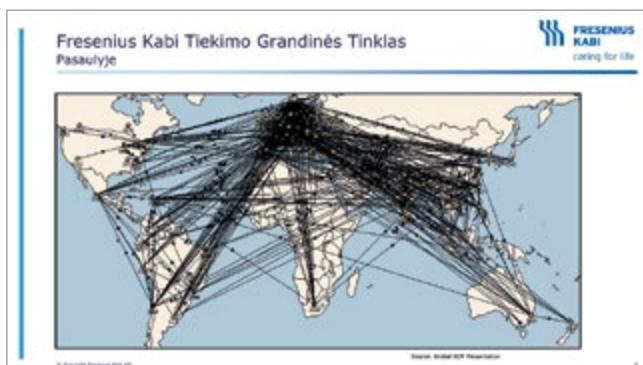 Fresenius Kabi Tiekimo Grandinės Tinklas
Pasaulyje
FRESENIUS
KABI
caring for life
Source: Global SCM Presentation